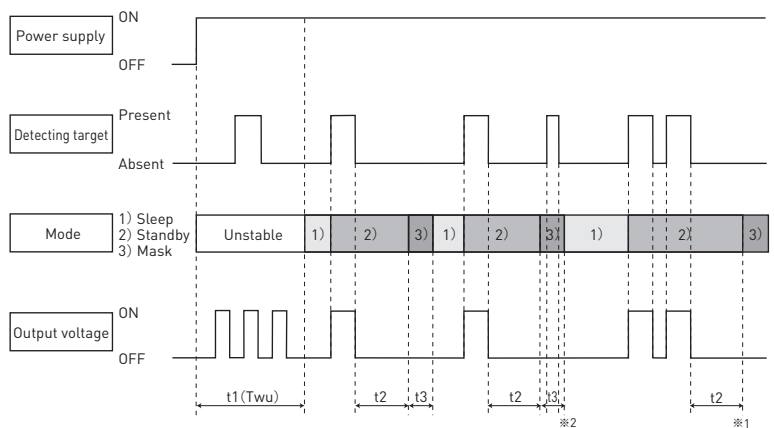 Power supply
ON
OFF
Detecting target
Present
Absent
Mode
1) Sleep
2) Standby
3) Mask
Unstable 1) 2) 3) 1) 2) 3) 1) 2) 3)
Output voltage
ON
OFF
t1(Twu) t2 t3 t2 t3 t2
※2 ※1